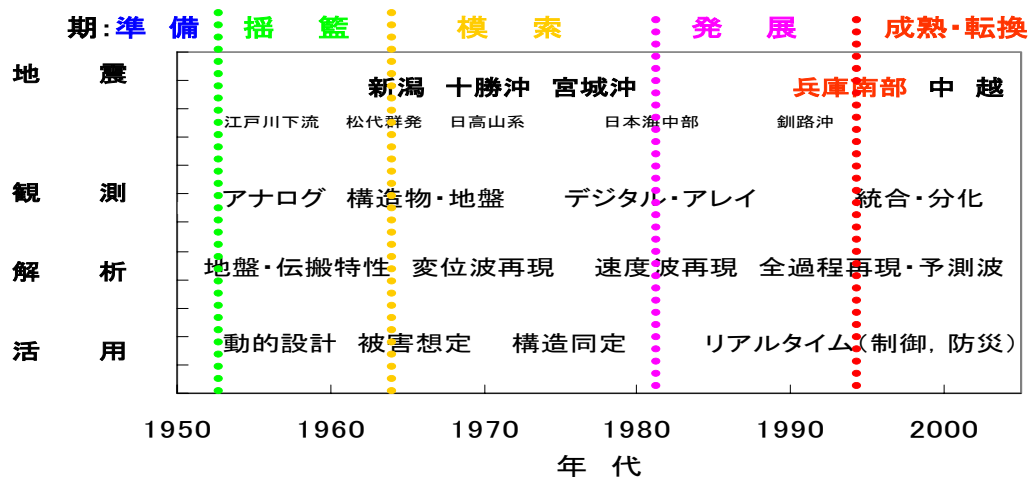 期:準 備 揺 籃 模 索 発 展 成熟・転換
地 震
新潟 十勝沖 宮城沖 兵庫南部 中 越
江戸川下流 松代群発 日高山系 日本海中部 釧路沖
観 測 アナログ 構造物・地盤 デジタル・アレイ 統合・分化
解 析 地盤・伝搬特性 変位波再現 速度波再現 全過程再現・予測波
活 用 動的設計 被害想定 構造同定 リアルタイム(制御, 防災)
1950 1960 1970 1980 1990 2000
年 代